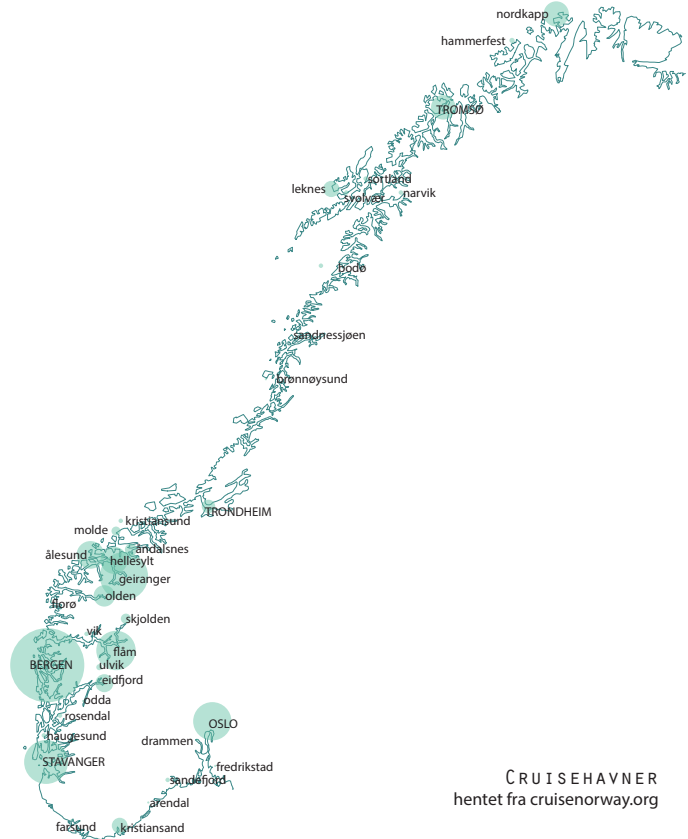 nordkapp
hammerfest
TROMSØ
sortland
leknes
narvik
svolvær
bodø
sandnessjøen
brønnøysund
TRONDHEIM
kristiansund
molde
åndalsnes
ålesund
hellesylt
geiranger
olden
florø
skjolden
vik
flåm
BERGEN
ulvik
eidfjord
odda
rosendal
OSLO
haugesund
drammen
STAVANGER
fredrikstad
sandefjord
arendal
farsund
kristiansand
CRUISEHAVNER
hentet fra cruisenorway.org